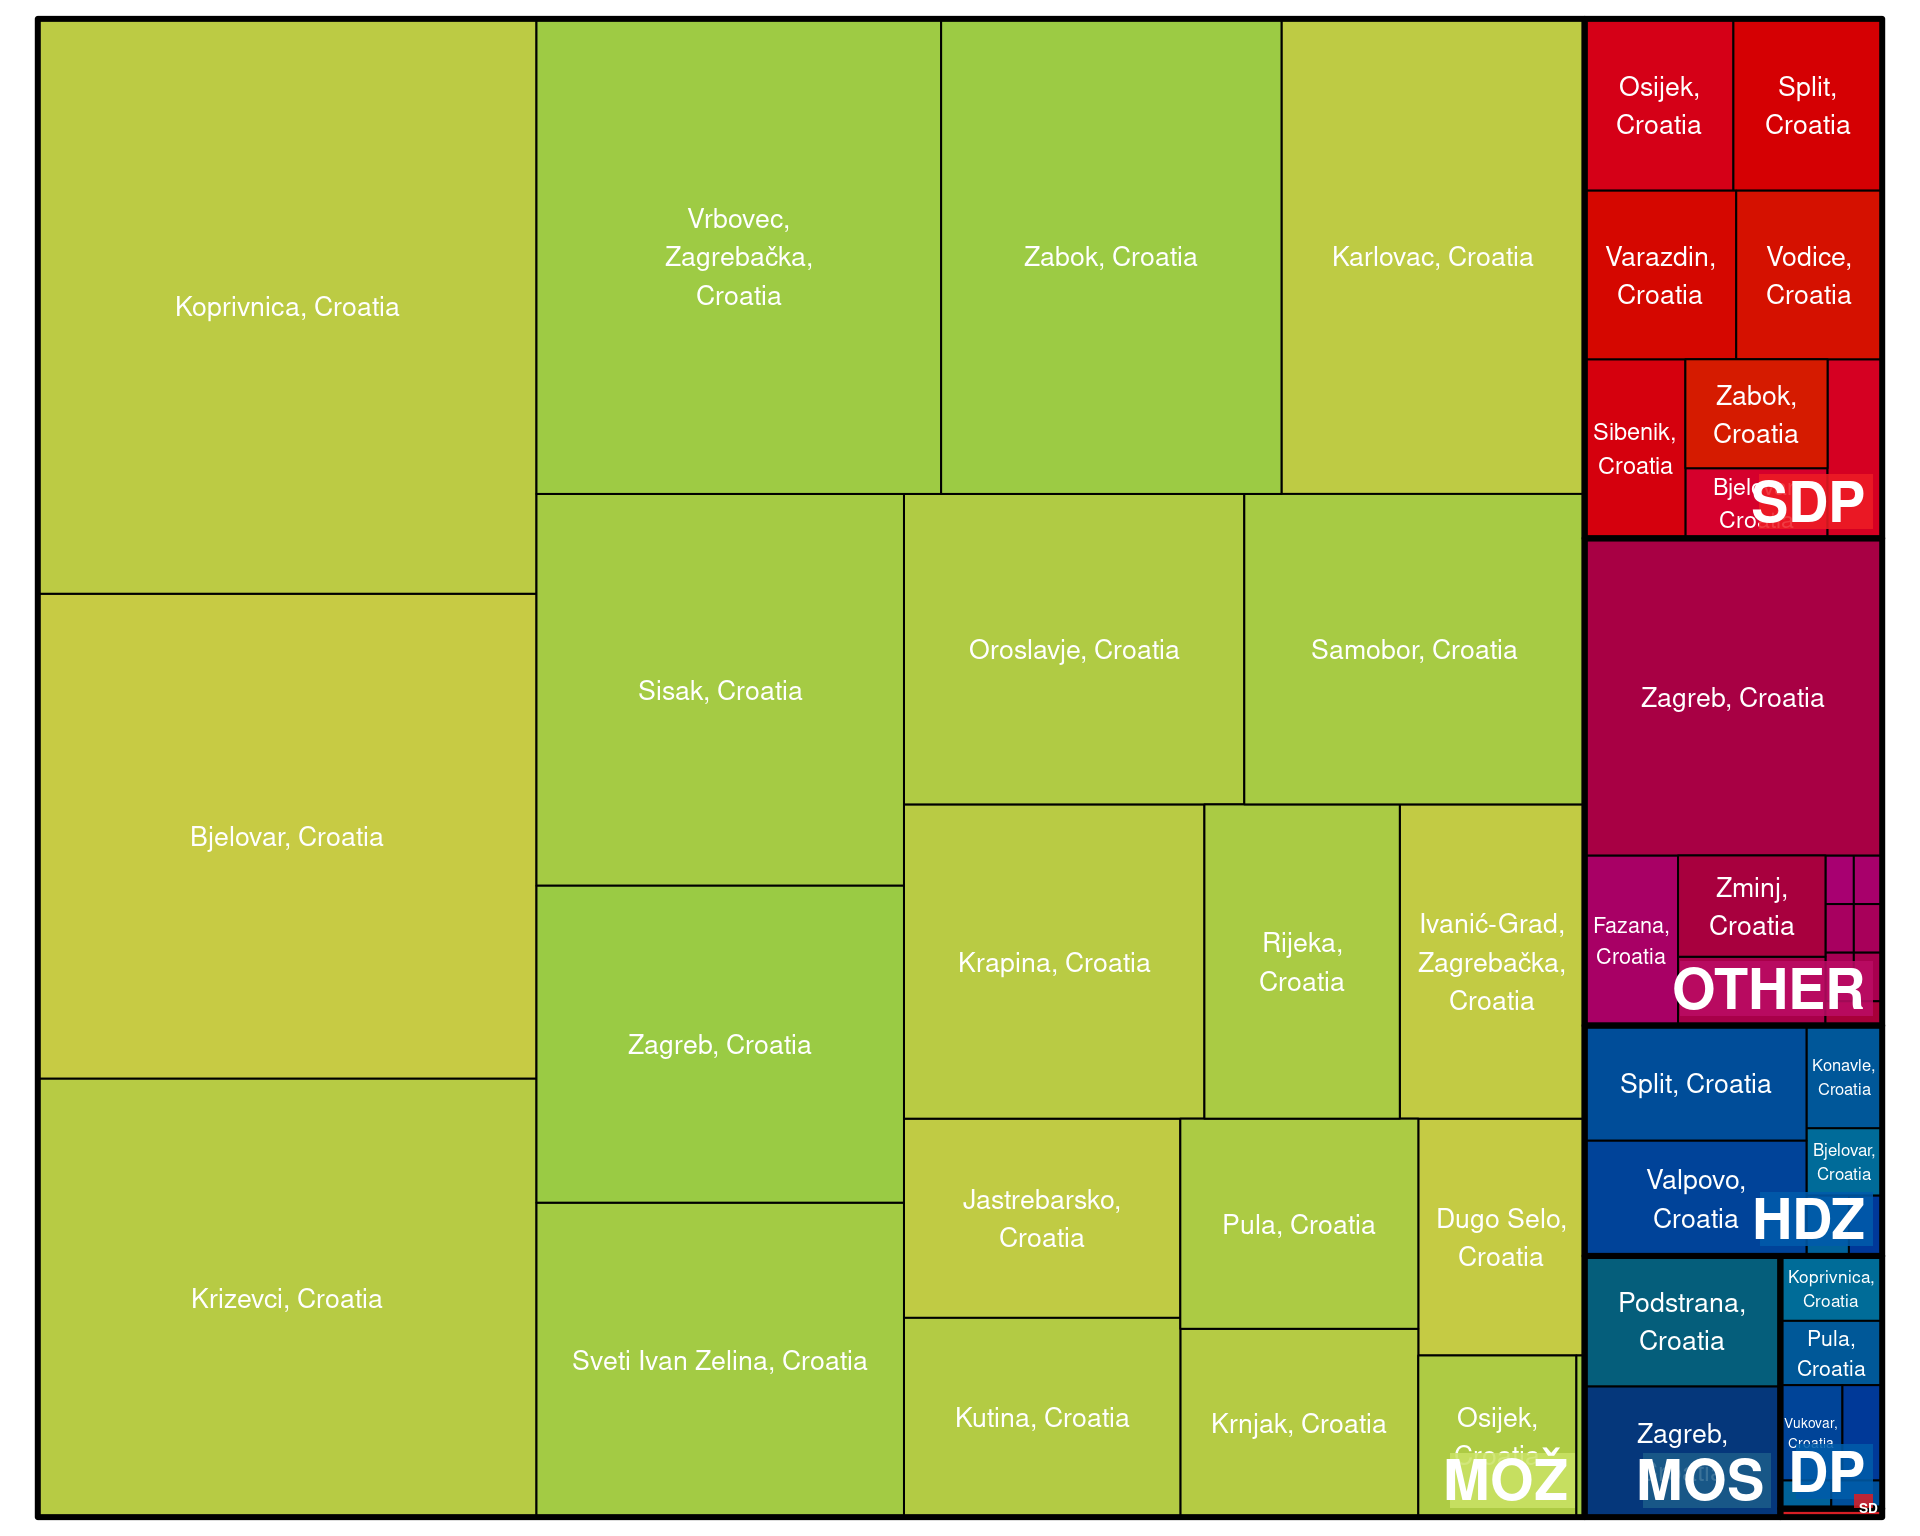 Koprivnica, Croatia
Bjelovar, Croatia
Krizevci, Croatia
Vrbovec,
Zagrebačka,
Croatia
Zabok, Croatia
Karlovac, Croatia
Sisak, Croatia
Zagreb, Croatia
Sveti Ivan Zelina, Croatia
Oroslavje, Croatia
Samobor, Croatia
Krapina, Croatia
Rijeka,
Croatia
Ivanić-Grad,
Zagrebačka,
Croatia
Jastrebarsko,
Croatia
Kutina, Croatia
Pula, Croatia
Krnjak, Croatia
Dugo Selo,
Croatia
Osijek,
Croatia
MOŽ
Osijek,
Croatia
Split,
Croatia
Varazdin,
Croatia
Vodice,
Croatia
Sibenik,
Croatia
Zabok,
Croatia
Bjelovar,
Croatia
SDP
Zagreb, Croatia
Fazana,
Croatia
Zminj,
Croatia
OTHER
Split, Croatia
Konavle,
Croatia
Bjelovar,
Croatia
Valpovo,
Croatia
HDZ
Podstrana,
Croatia
Zagreb,
MOS
Koprivnica,
Croatia
Pula,
Croatia
Vukovar,
Croatia
DP
SD